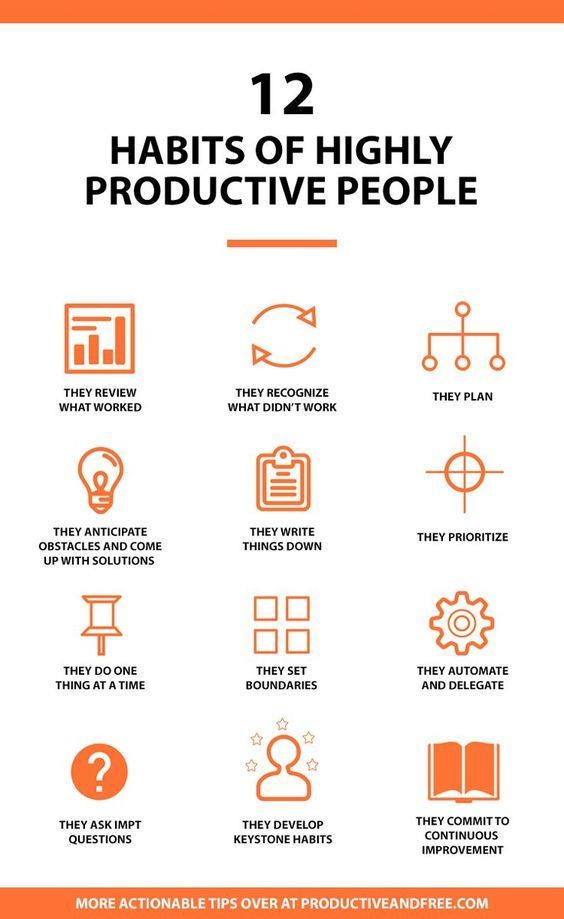 12
HABITS OF HIGHLY
PRODUCTIVE PEOPLE
THEY REVIEW
WHAT WORKED
THEY RECOGNIZE
WHAT DIDN'T WORK
THEY PLAN
THEY ANTICIPATE
OBSTACLES AND COME
UP WITH SOLUTIONS
THEY WRITE
THINGS DOWN
THEY PRIORITIZE
THEY DO ONE
THING AT A TIME
THEY SET
BOUNDARIES
THEY AUTOMATE
AND DELEGATE
?
THEY ASK IMPT
QUESTIONS
THEY DEVELOP
KEYSTONE HABITS
THEY COMMIT TO
CONTINUOUS
IMPROVEMENT
MORE ACTIONABLE TIPS OVER AT PRODUCTIVEANDFREE.COM